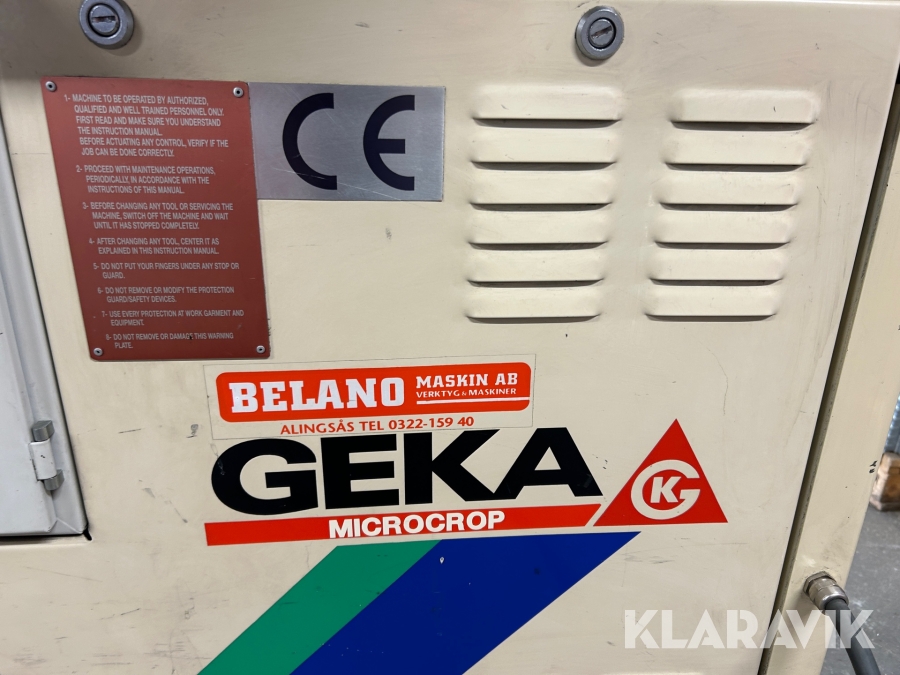 1- MACHINE TO BE OPERATED BY AUTHORIZED,
QUALIFIED AND WELL TRAINED PERSONNEL ONLY.
FIRST READ AND MAKE SURE YOU UNDERSTAND
THE INSTRUCTION MANUAL.
BEFORE ACTUATING ANY CONTROL, VERIFY IF THE
JOB CAN BE DONE CORRECTLY.
2- PROCEED WITH MAINTENANCE OPERATIONS,
PERIODICALLY, IN ACCORDANCE WITH THE
INSTRUCTIONS OF THIS MANUAL.
3- BEFORE CHANGING ANY TOOL OR SERVICING THE
MACHINE, SWITCH OFF THE MACHINE AND WAIT
UNTIL IT HAS STOPPED COMPLETELY.
4- AFTER CHANGING ANY TOOL, CENTER IT AS
EXPLAINED IN THIS INSTRUCTION MANUAL.
5- DO NOT PUT YOUR FINGERS UNDER ANY STOP OR
GUARD.
6- DO NOT REMOVE OR MODIFY THE PROTECTION
GUARD/SAFETY DEVICES.
7- USE EVERY PROTECTION AT WORK GARMENT AND
EQUIPMENT.
8- DO NOT REMOVE OR DAMAGE THIS WARNING
PLATE.
CE
BELANO MASKIN AB
VERKTYG & MASKINER
ALINGSÅS TEL 0322-159 40
GEKA
MICROCROP
GK
KLARAVIK